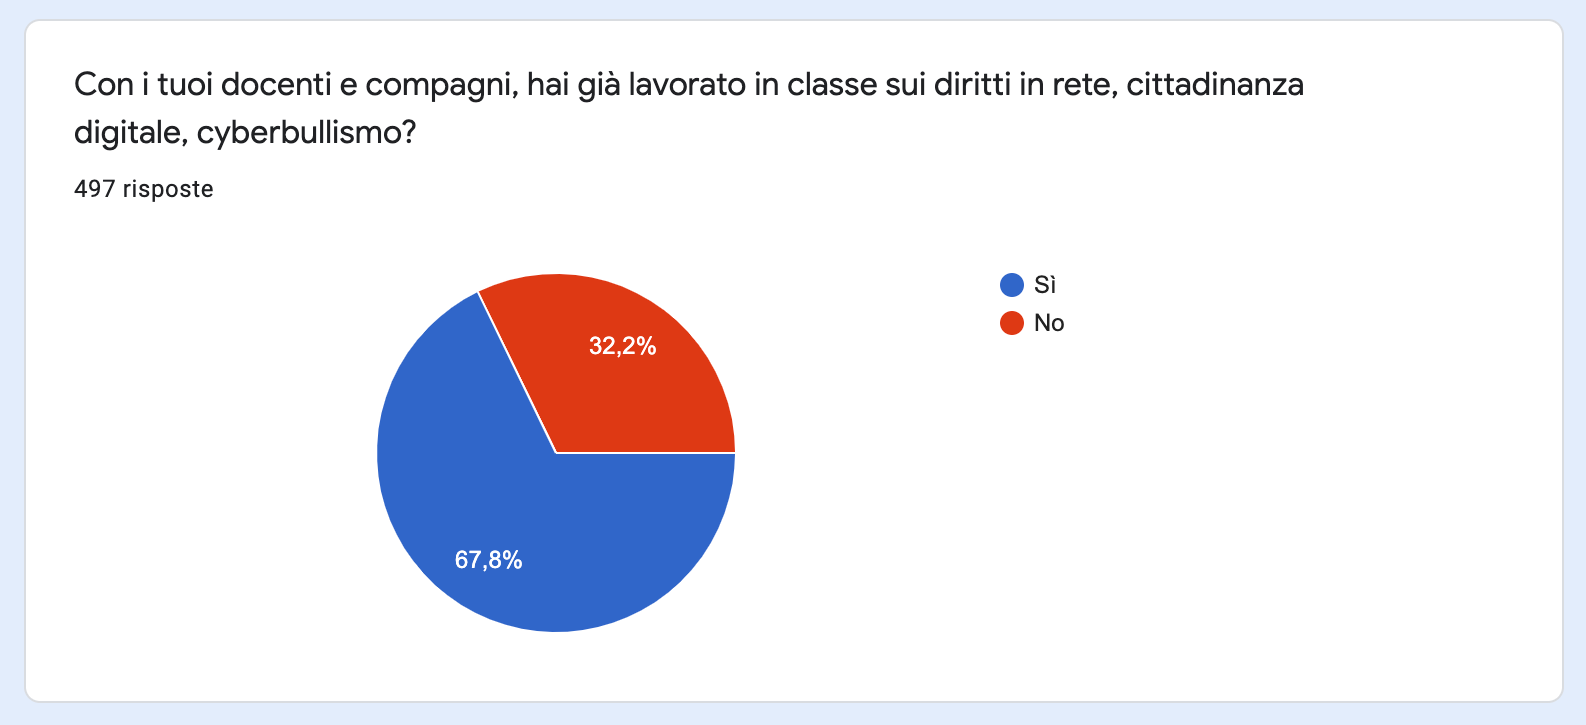 Con i tuoi docenti e compagni, hai già lavorato in classe sui diritti in rete, cittadinanza
digitale, cyberbullismo?
497 risposte
Sì
No
32,2%
67,8%